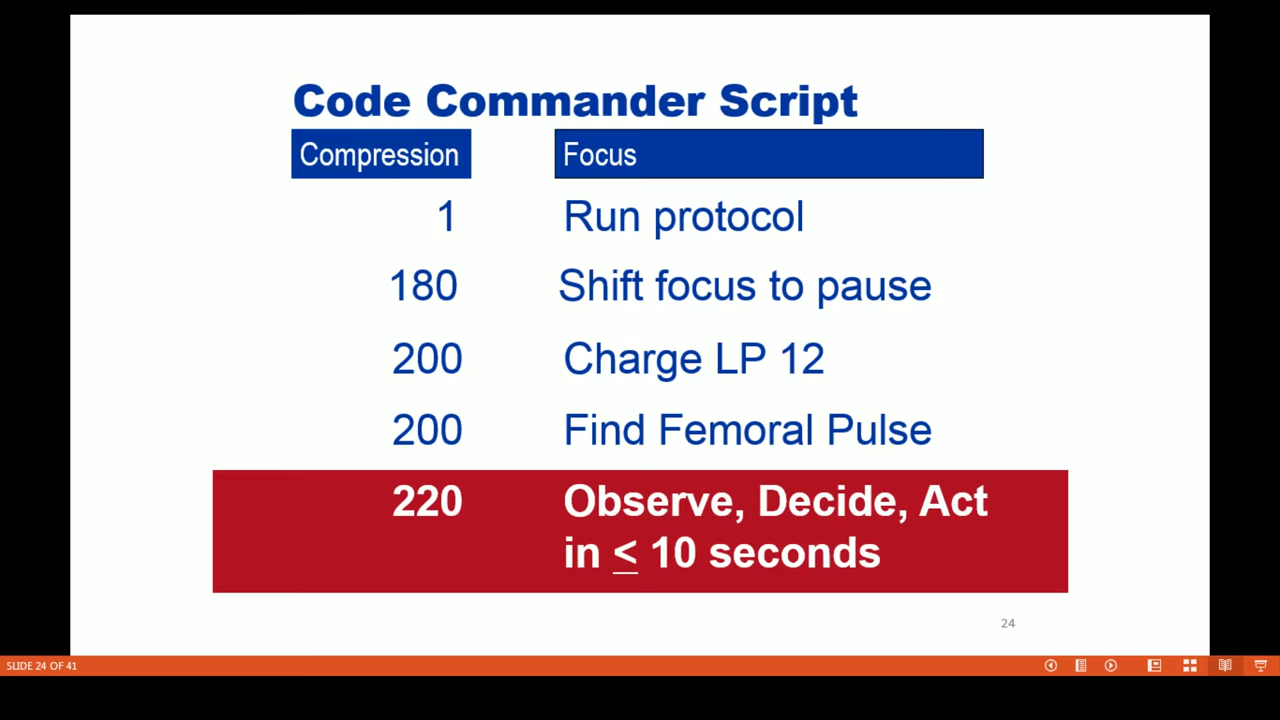 Code Commander Script
Compression Focus
1 Run protocol
180 Shift focus to pause
200 Charge LP 12
200 Find Femoral Pulse
220 Observe, Decide, Act
in ≤ 10 seconds
24
SLIDE 24 OF 41